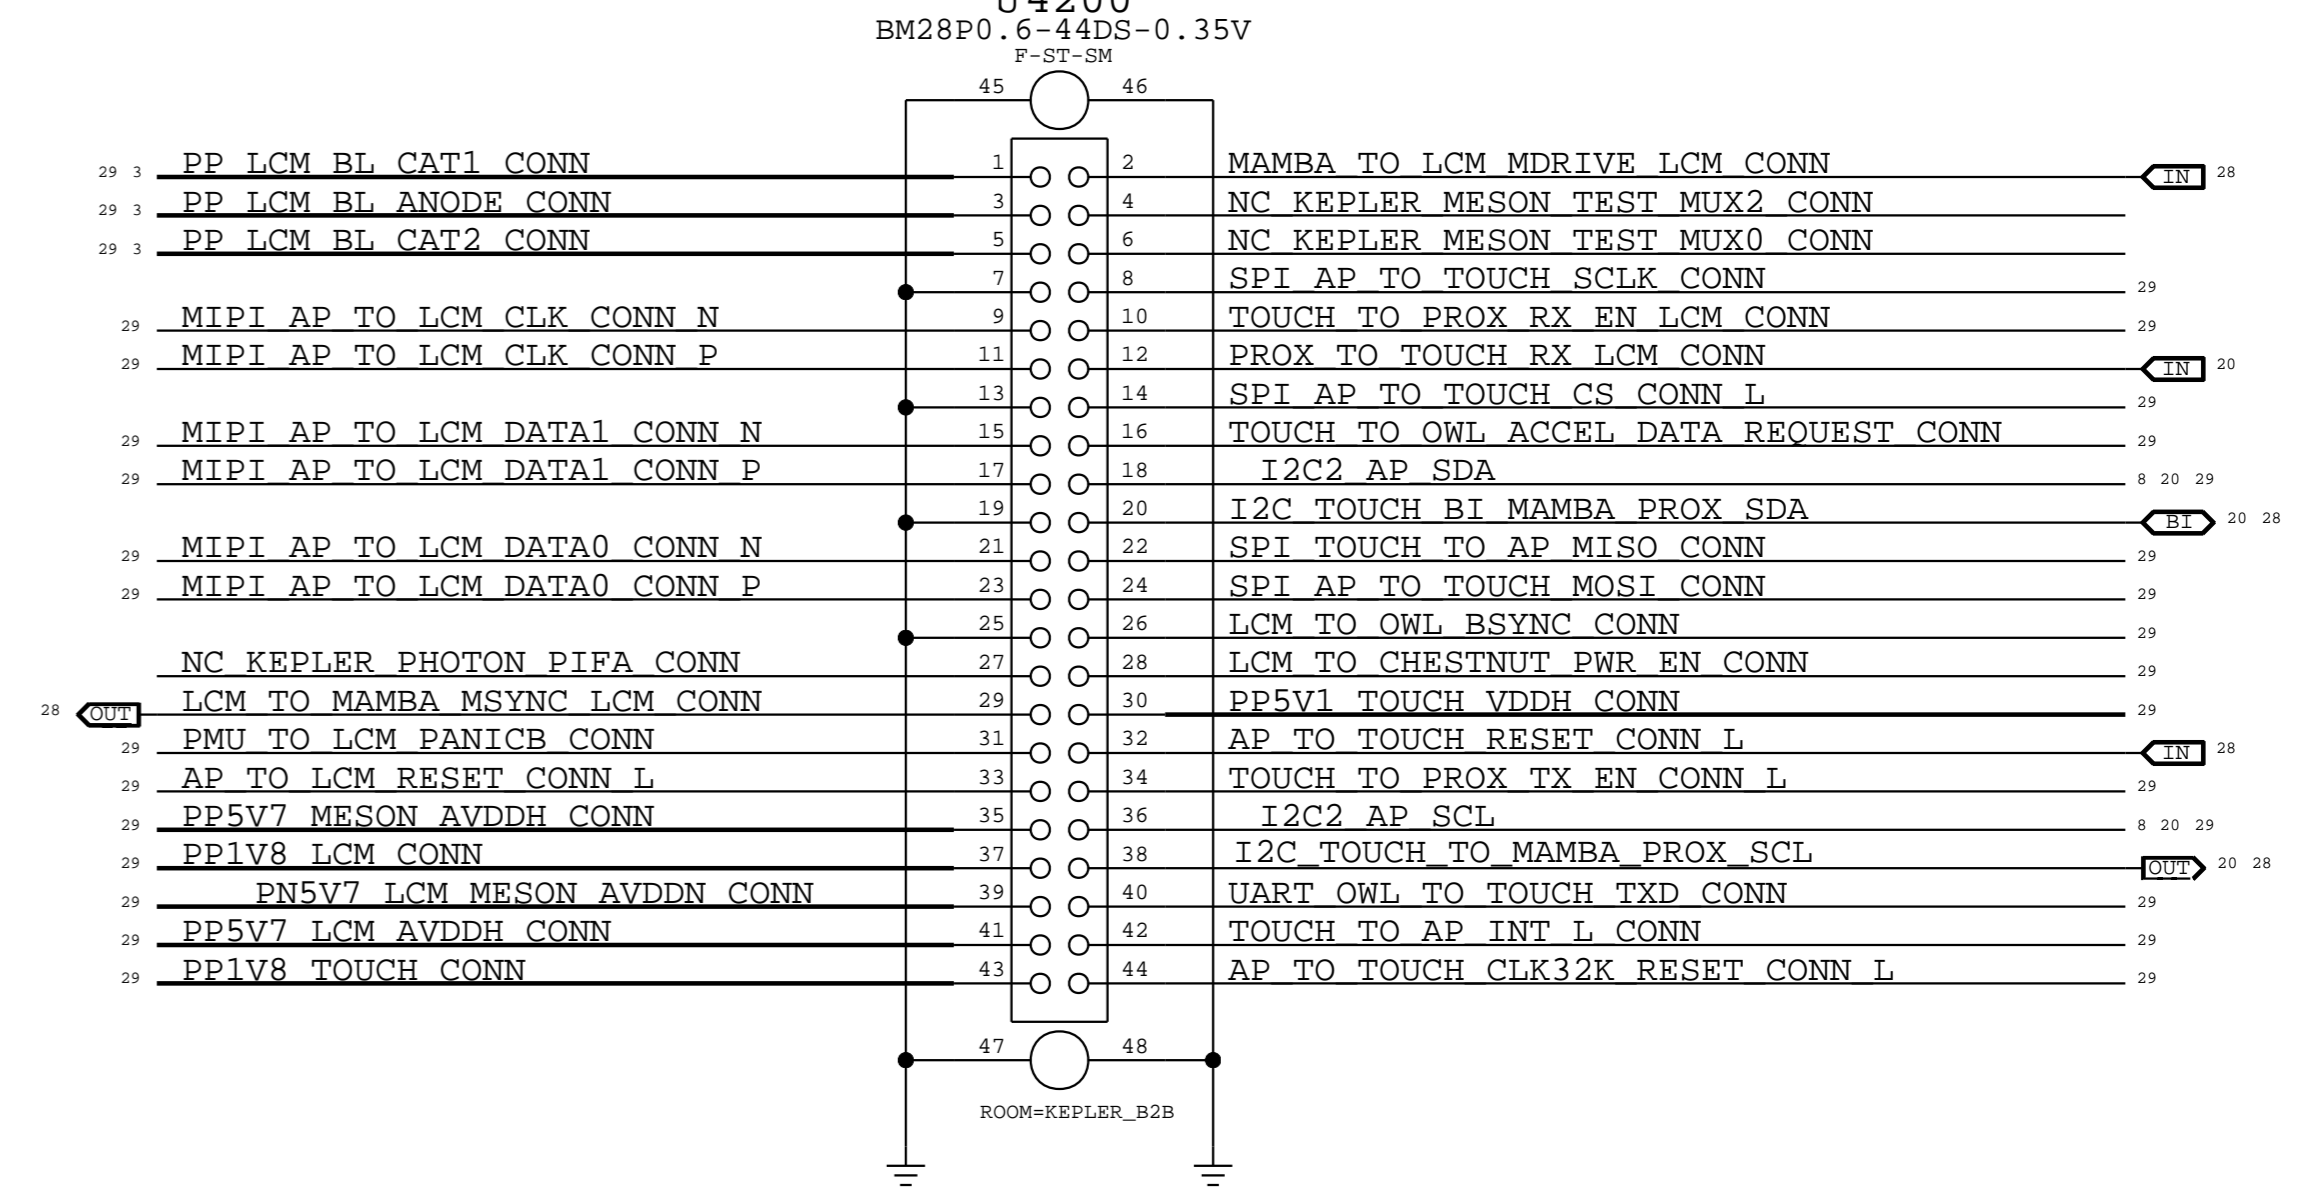 BM28P0.6-44DS-0.35V
F-ST-SM
45 46
29 3 PP_LCM_BL_CAT1_CONN 1 2 MAMBA_TO_LCM_MDRIVE_LCM_CONN IN 28
29 3 PP_LCM_BL_ANODE_CONN 3 4 NC_KEPLER_MESON_TEST_MUX2_CONN
29 3 PP_LCM_BL_CAT2_CONN 5 6 NC_KEPLER_MESON_TEST_MUX0_CONN
7 8 SPI_AP_TO_TOUCH_SCLK_CONN 29
29 MIPI_AP_TO_LCM_CLK_CONN_N 9 10 TOUCH_TO_PROX_RX_EN_LCM_CONN 29
29 MIPI_AP_TO_LCM_CLK_CONN_P 11 12 PROX_TO_TOUCH_RX_LCM_CONN IN 20
13 14 SPI_AP_TO_TOUCH_CS_CONN_L 29
29 MIPI_AP_TO_LCM_DATA1_CONN_N 15 16 TOUCH_TO_OWL_ACCEL_DATA_REQUEST_CONN 29
29 MIPI_AP_TO_LCM_DATA1_CONN_P 17 18 I2C2_AP_SDA 8 20 29
19 20 I2C_TOUCH_BI_MAMBA_PROX_SDA BI 20 28
29 MIPI_AP_TO_LCM_DATA0_CONN_N 21 22 SPI_TOUCH_TO_AP_MISO_CONN 29
29 MIPI_AP_TO_LCM_DATA0_CONN_P 23 24 SPI_AP_TO_TOUCH_MOSI_CONN 29
25 26 LCM_TO_OWL_BSYNC_CONN 29
NC_KEPLER_PHOTON_PIFA_CONN 27 28 LCM_TO_CHESTNUT_PWR_EN_CONN 29
28 OUT LCM_TO_MAMBA_MSYNC_LCM_CONN 29 30 PP5V1_TOUCH_VDDH_CONN 29
29 PMU_TO_LCM_PANICB_CONN 31 32 AP_TO_TOUCH_RESET_CONN_L IN 28
29 AP_TO_LCM_RESET_CONN_L 33 34 TOUCH_TO_PROX_TX_EN_CONN_L 29
29 PP5V7_MESON_AVDDH_CONN 35 36 I2C2_AP_SCL 8 20 29
29 PP1V8_LCM_CONN 37 38 I2C_TOUCH_TO_MAMBA_PROX_SCL OUT 20 28
29 PN5V7_LCM_MESON_AVDDN_CONN 39 40 UART_OWL_TO_TOUCH_TXD_CONN 29
29 PP5V7_LCM_AVDDH_CONN 41 42 TOUCH_TO_AP_INT_L_CONN 29
29 PP1V8_TOUCH_CONN 43 44 AP_TO_TOUCH_CLK32K_RESET_CONN_L 29
47 48
ROOM=KEPLER_B2B